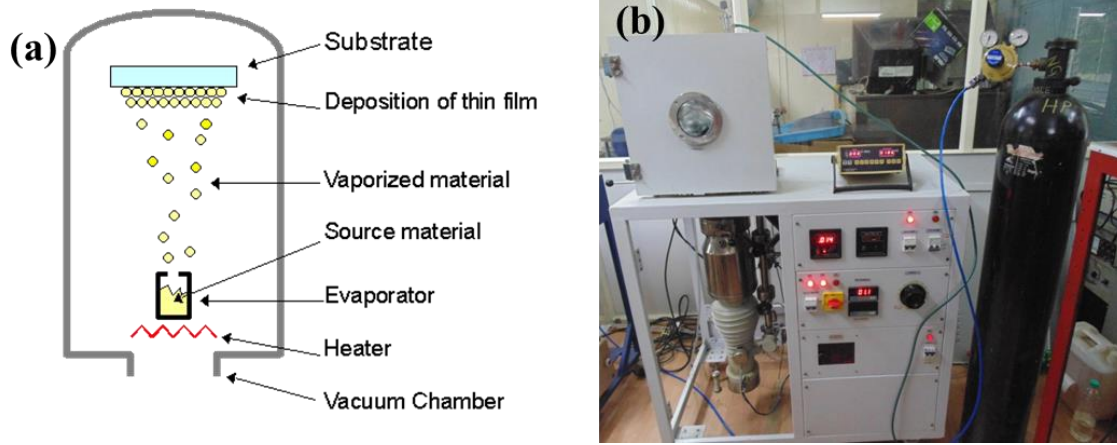 (a)
Substrate
Deposition of thin film
Vaporized material
Source material
Evaporator
Heater
Vacuum Chamber
(b)
HP